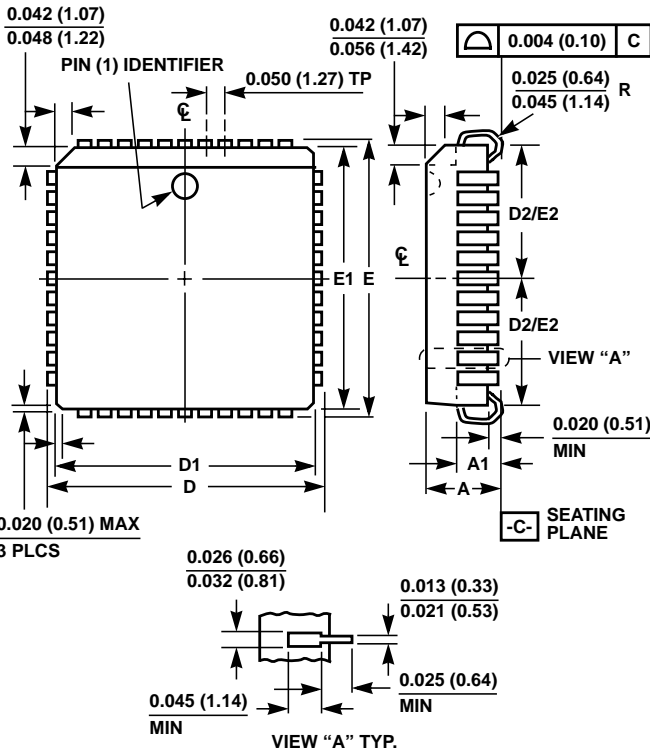 0.042 (1.07)
0.048 (1.22)
PIN (1) IDENTIFIER
0.050 (1.27) TP
℄
0.042 (1.07)
0.056 (1.42)
0.004 (0.10) C
0.025 (0.64)
0.045 (1.14)
R
℄
D2/E2
D2/E2
E1
E
VIEW “A”
0.020 (0.51)
MIN
A1
A
D1
D
0.020 (0.51) MAX
3 PLCS
-C-
SEATING
PLANE
0.026 (0.66)
0.032 (0.81)
0.013 (0.33)
0.021 (0.53)
0.025 (0.64)
MIN
0.045 (1.14)
MIN
VIEW “A” TYP.